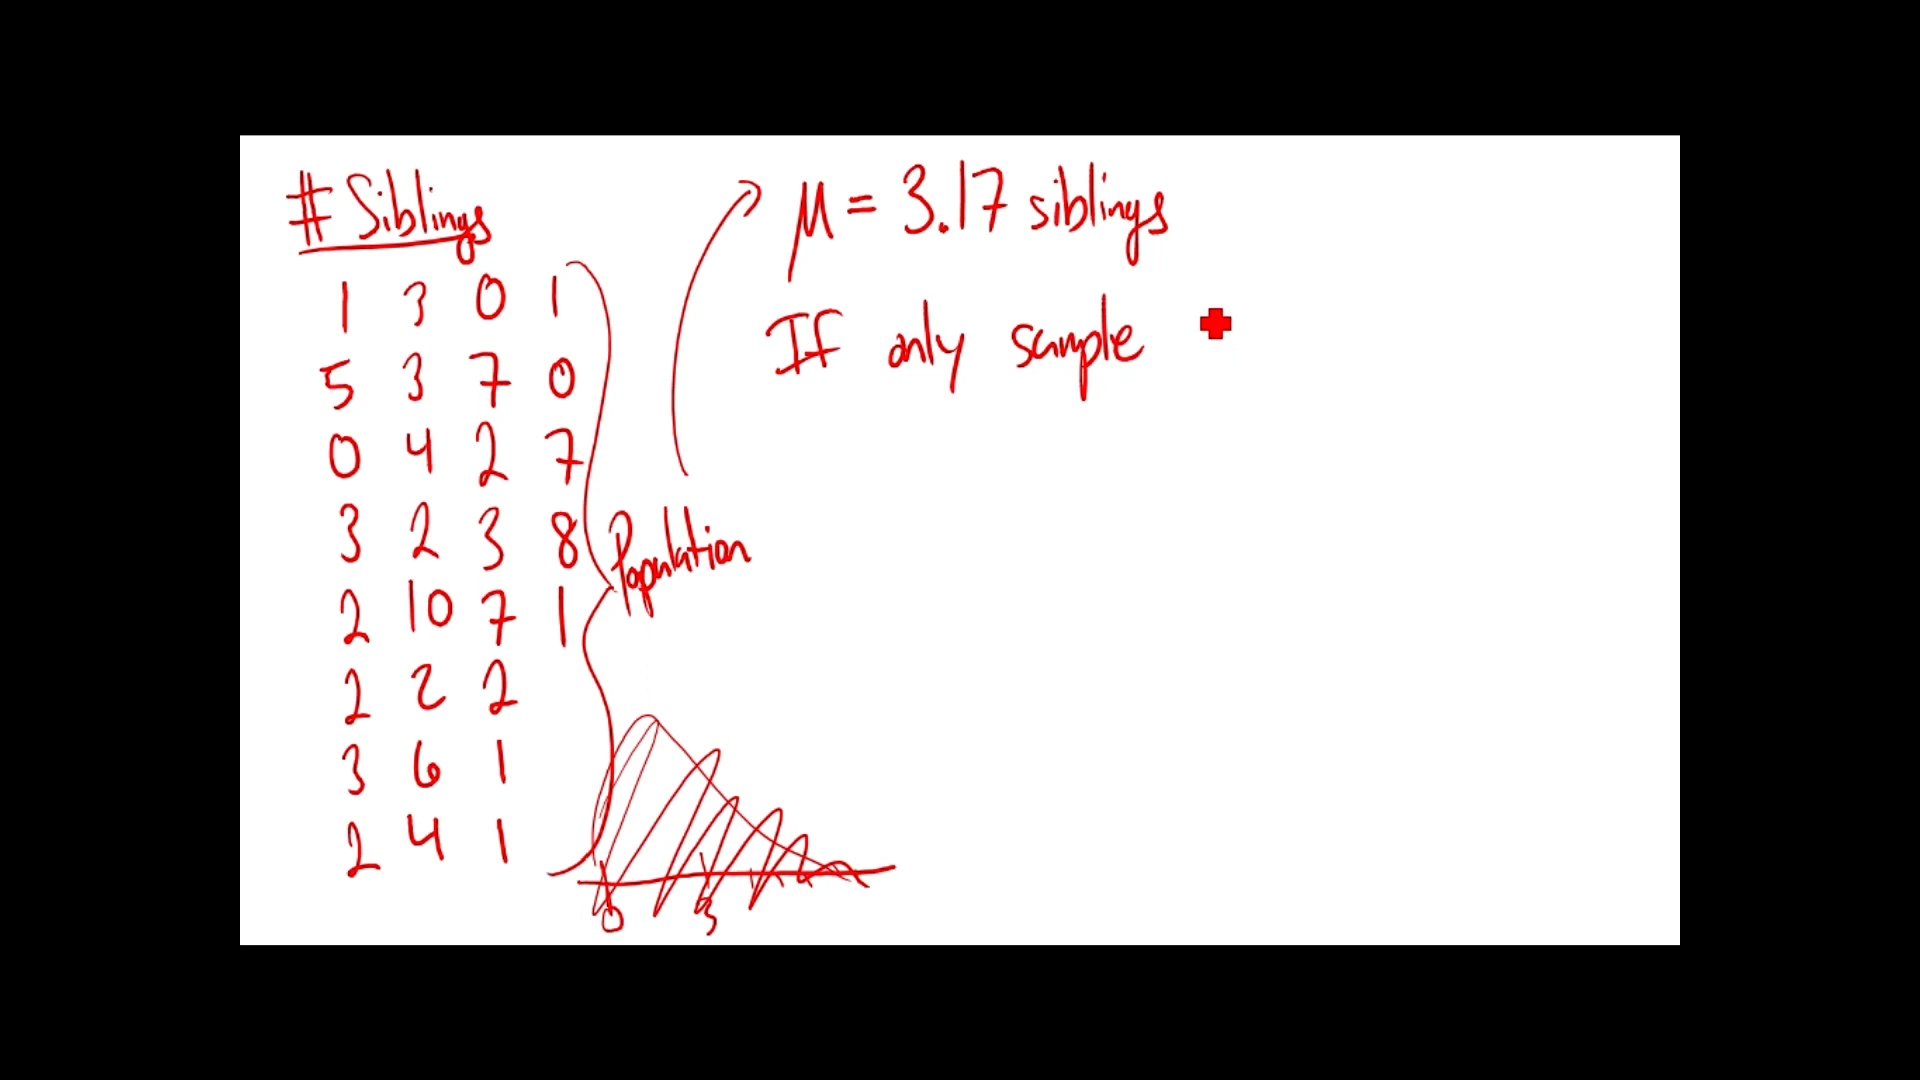 # Siblings
1 3 0 1
5 3 7 0
0 4 2 7
3 2 3 8
2 10 7 1
2 2 2
3 6 1
2 4 1
Population
0 3
μ = 3.17 siblings
If only sample